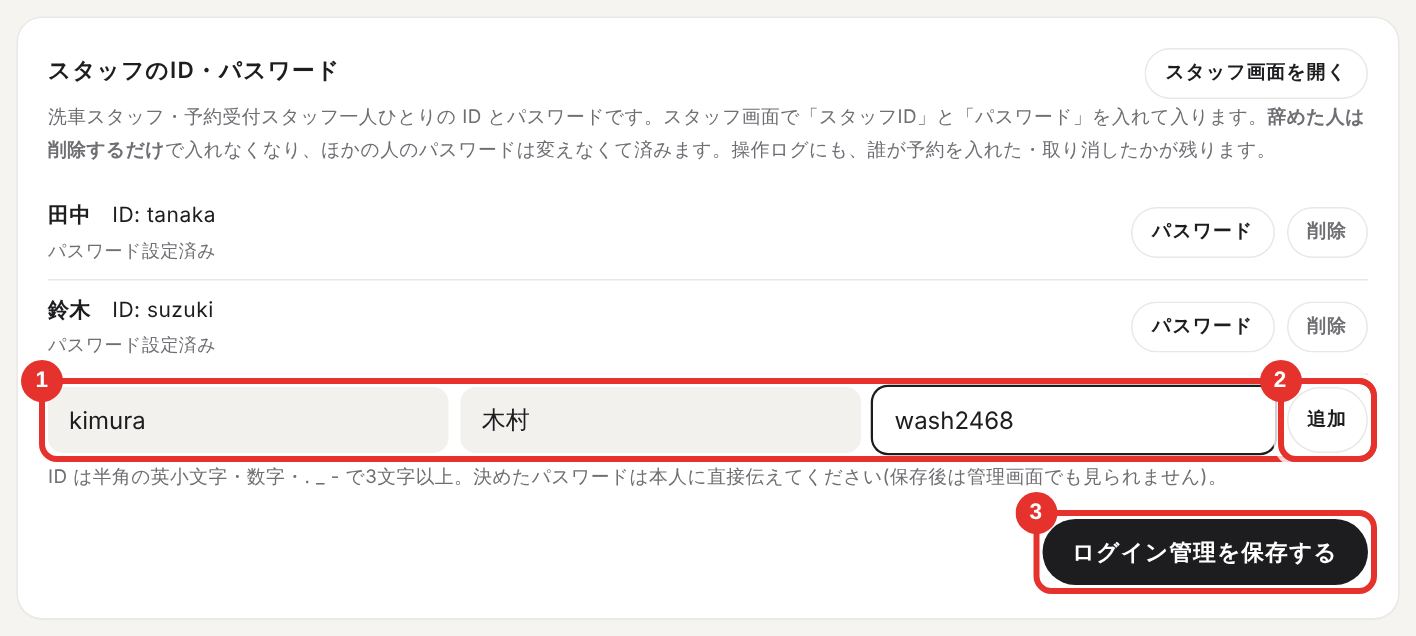 スタッフのID・パスワード
スタッフ画面を開く
洗車スタッフ・予約受付スタッフ一人ひとりの ID とパスワードです。スタッフ画面で「スタッフID」と「パスワード」を入れて入ります。辞めた人は
削除するだけで入れなくなり、ほかの人のパスワードは変えなくて済みます。操作ログにも、誰が予約を入れた・取り消したかが残ります。
田中 ID: tanaka
パスワード設定済み
パスワード
削除
鈴木 ID: suzuki
パスワード設定済み
パスワード
削除
1
kimura
木村
wash2468
2
追加
ID は半角の英小文字・数字・. _ - で3文字以上。決めたパスワードは本人に直接伝えてください(保存後は管理画面でも見られません)。
3
ログイン管理を保存する